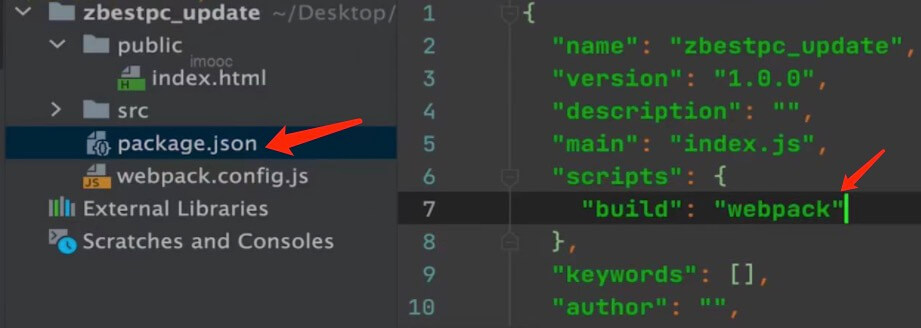 zbestpc_update ~/Desktop/
public
imooc
index.html
src
package.json
webpack.config.js
External Libraries
Scratches and Consoles
1 {
2 "name": "zbestpc_update",
3 "version": "1.0.0",
4 "description": "",
5 "main": "index.js",
6 "scripts": {
7 "build": "webpack"
8 },
9 "keywords": [],
10 "author": "",